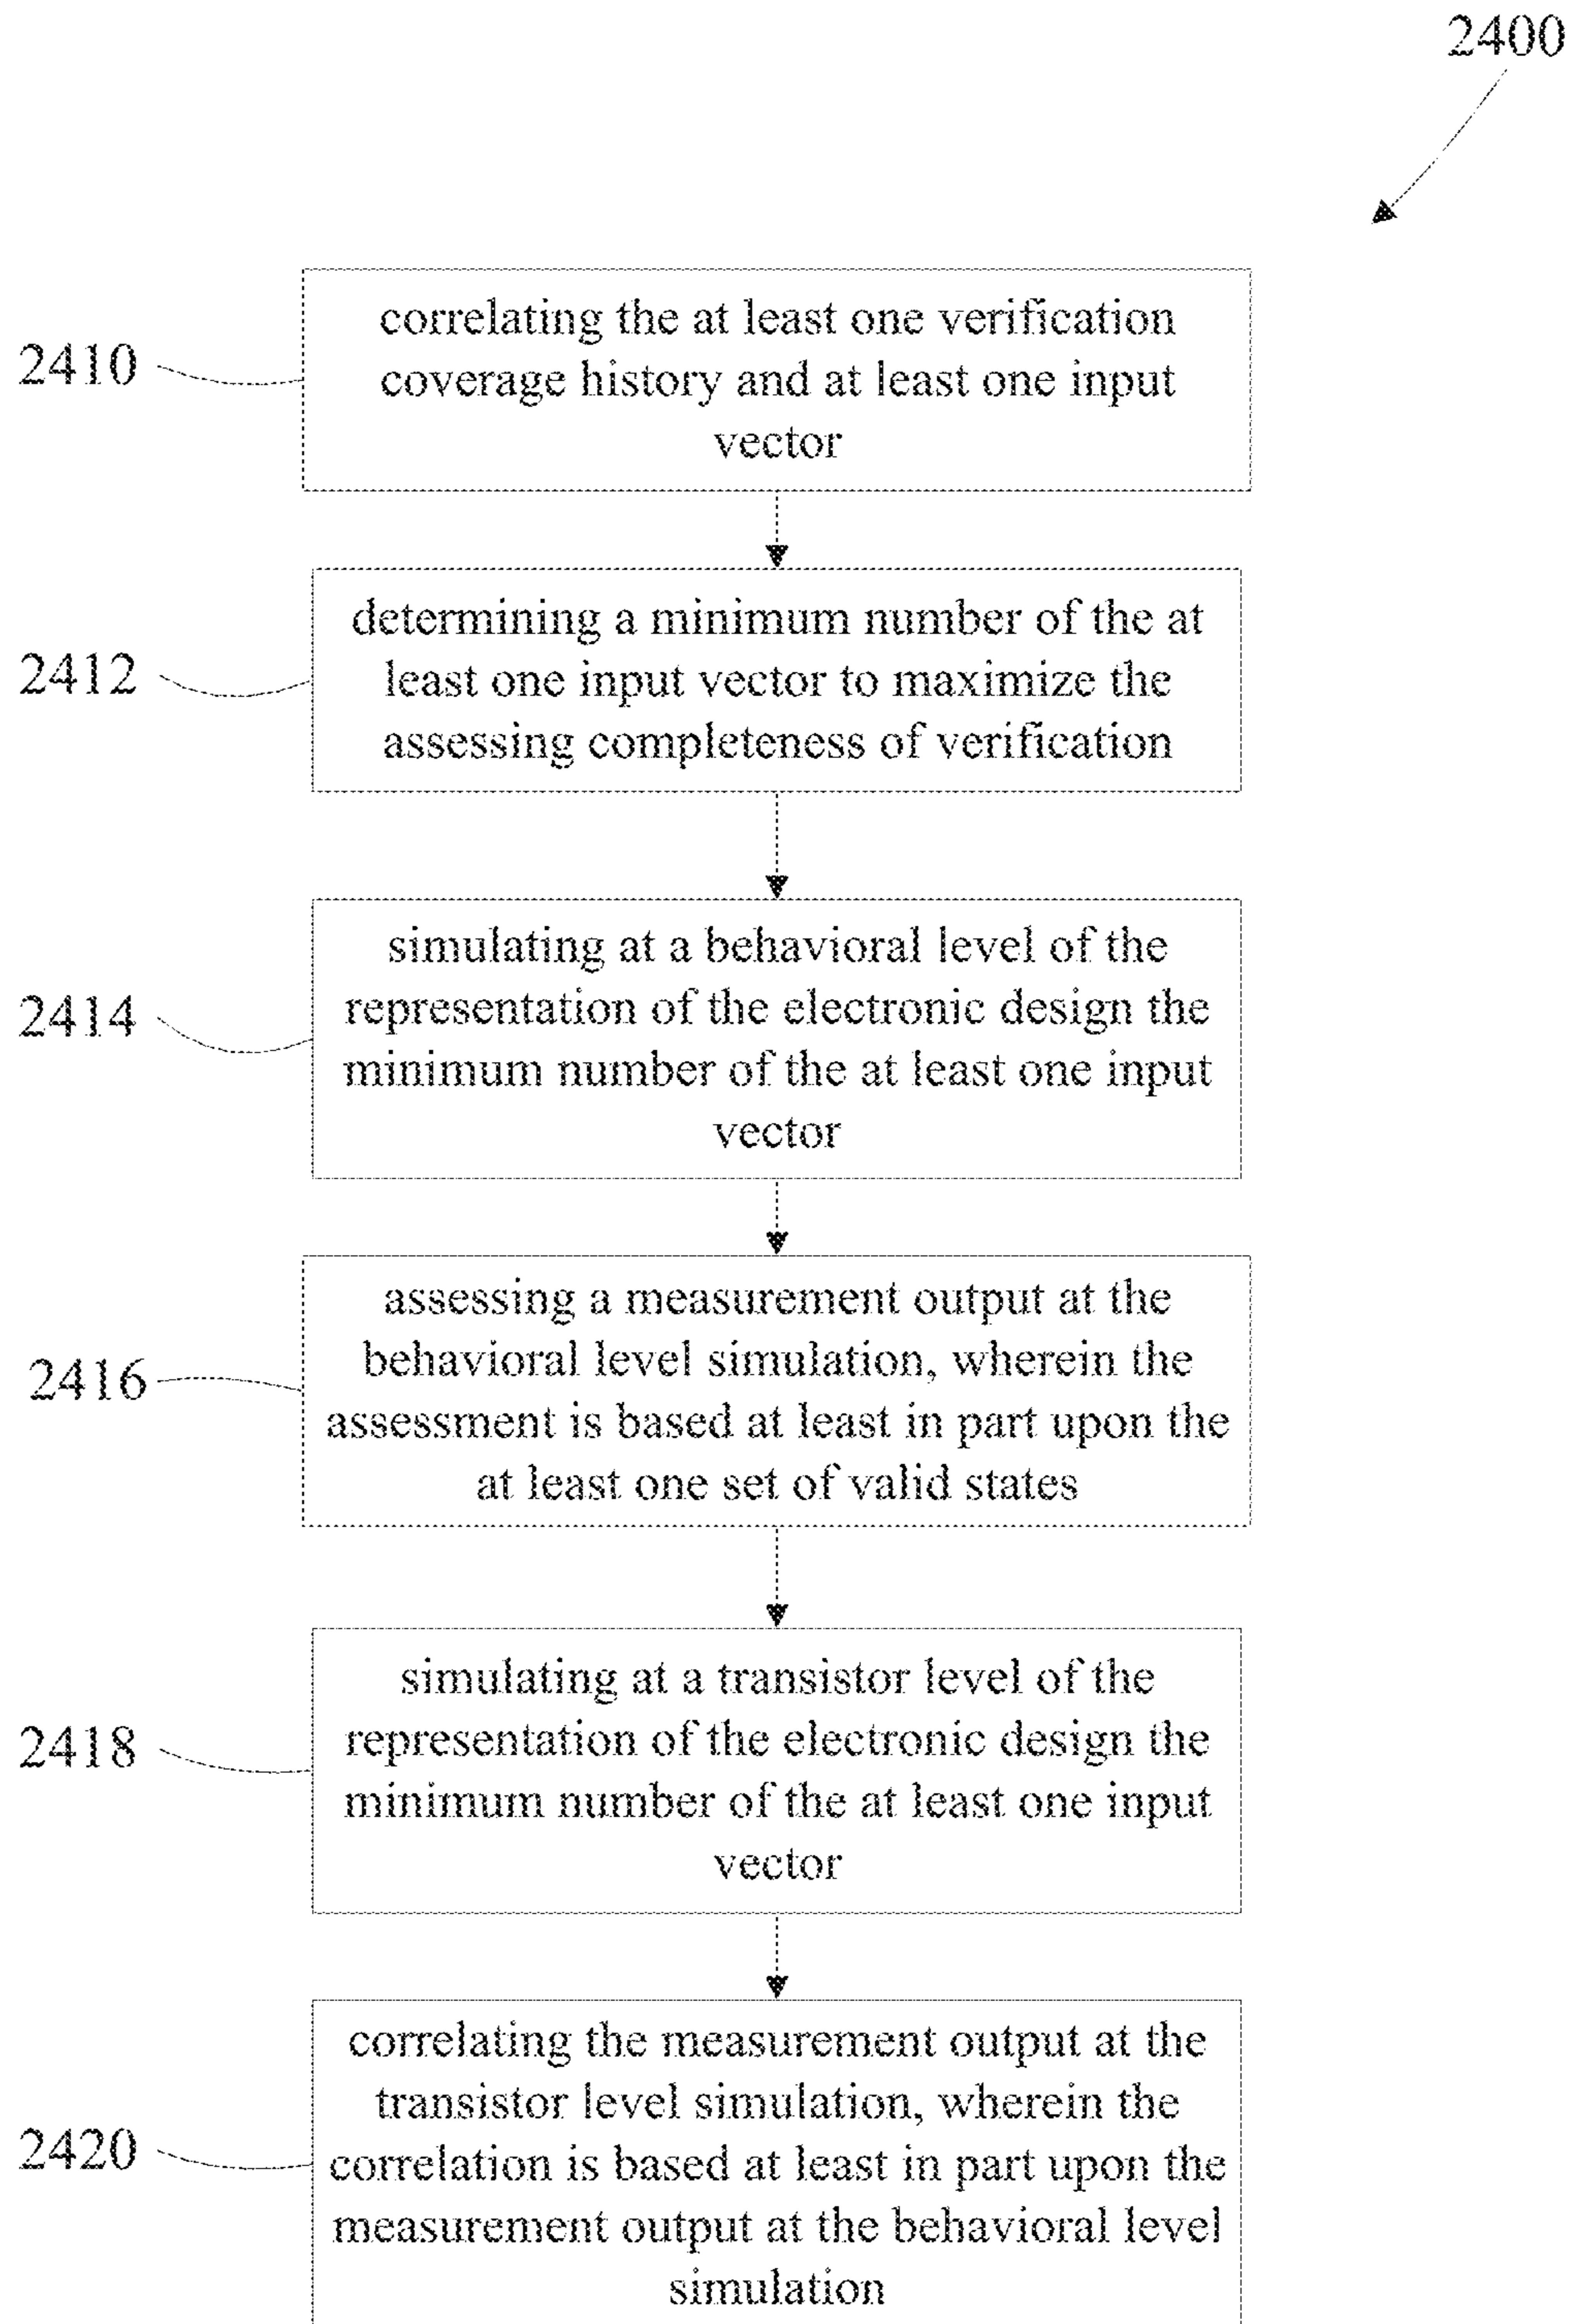 2400
2410
correlating the at least one verification
coverage history and at least one input
vector
2412
determining a minimum number of the at
least one input vector to maximize the
assessing completeness of verification
2414
simulating at a behavioral level of the
representation of the electronic design the
minimum number of the at least one input
vector
2416
assessing a measurement output at the
behavioral level simulation, wherein the
assessment is based at least in part upon the
at least one set of valid states
2418
simulating at a transistor level of the
representation of the electronic design the
minimum number of the at least one input
vector
2420
correlating the measurement output at the
transistor level simulation, wherein the
correlation is based at least in part upon the
measurement output at the behavioral level
simulation